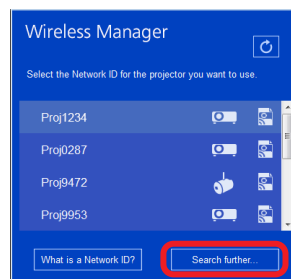 Wireless Manager
Select the Network ID for the projector you want to use.
Proj1234
Proj0287
Proj9472
Proj9953
What is a Network ID? Search further...